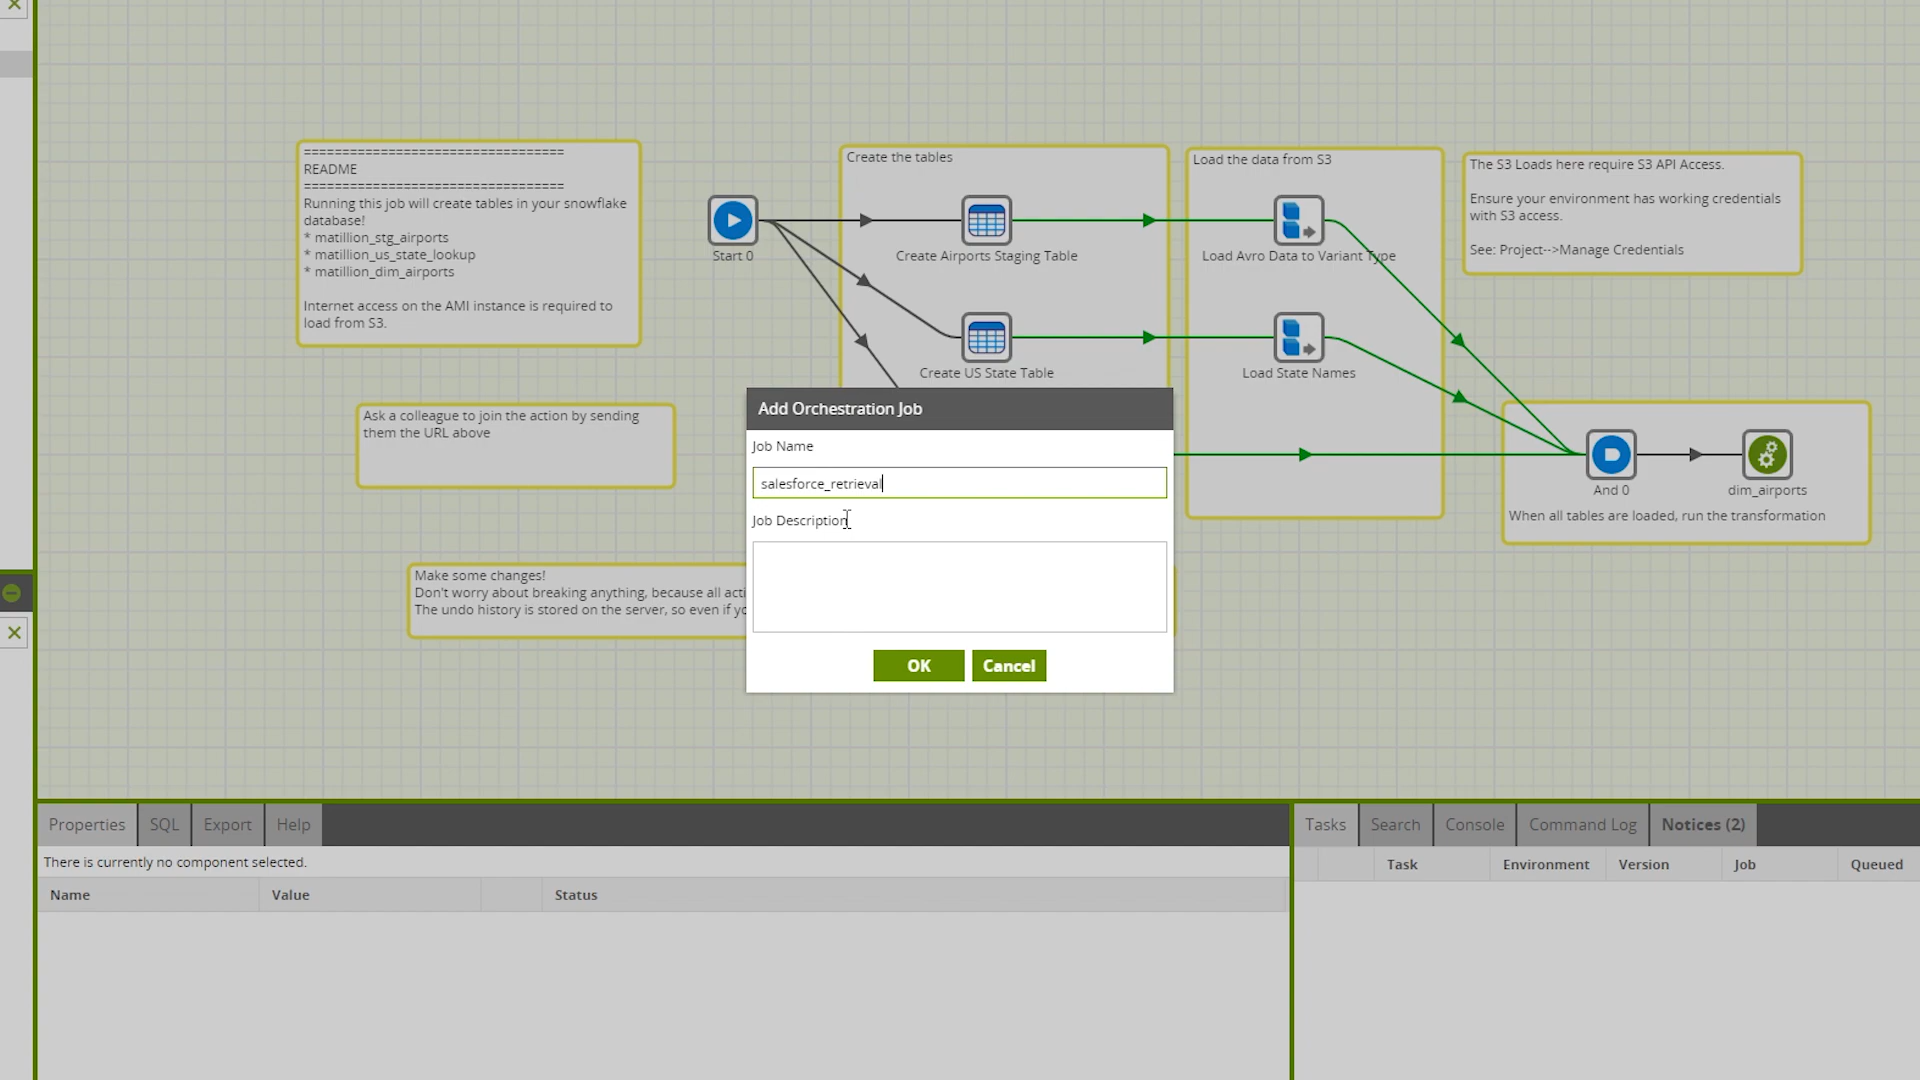 ================================
README
================================
Running this job will create tables in your snowflake
database!
* matillion_stg_airports
* matillion_us_state_lookup
* matillion_dim_airports
Internet access on the AMI instance is required to
load from S3.
Ask a colleague to join the action by sending
them the URL above
Make some changes!
Don't worry about breaking anything, because all acti
The undo history is stored on the server, so even if yo
Start 0
Create the tables
Create Airports Staging Table
Create US State Table
Load the data from S3
Load Avro Data to Variant Type
Load State Names
The S3 Loads here require S3 API Access.
Ensure your environment has working credentials
with S3 access.
See: Project-->Manage Credentials
And 0
dim_airports
When all tables are loaded, run the transformation
Add Orchestration Job
Job Name
salesforce_retrieval
Job Description
OK
Cancel
Properties
SQL
Export
Help
There is currently no component selected.
Name
Value
Status
Tasks
Search
Console
Command Log
Notices (2)
Task
Environment
Version
Job
Queued